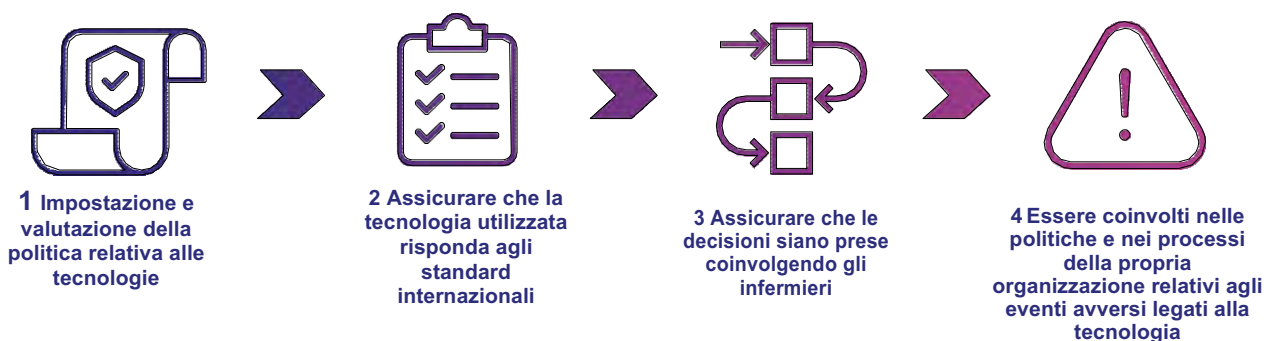 1 Impostazione e
valutazione della
politica relativa alle
tecnologie
2 Assicurare che la
tecnologia utilizzata
risponda agli
standard
internazionali
3 Assicurare che le
decisioni siano prese
coinvolgendo gli
infermieri
4 Essere coinvolti nelle
politiche e nei processi
della propria
organizzazione relativi agli
eventi avversi legati alla
tecnologia